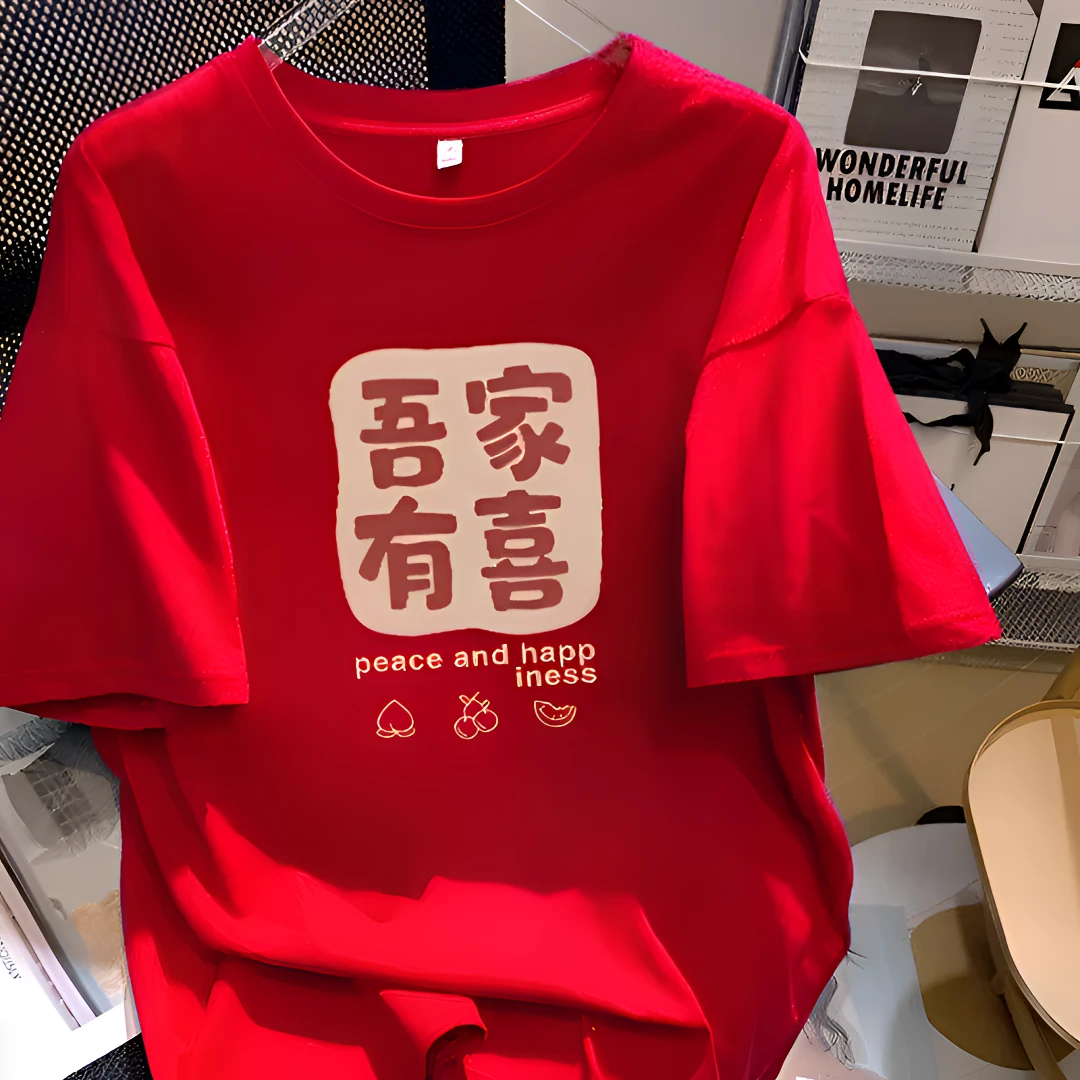 吾家
有喜
peace and happ
iness
WONDERFUL
HOMELIFE